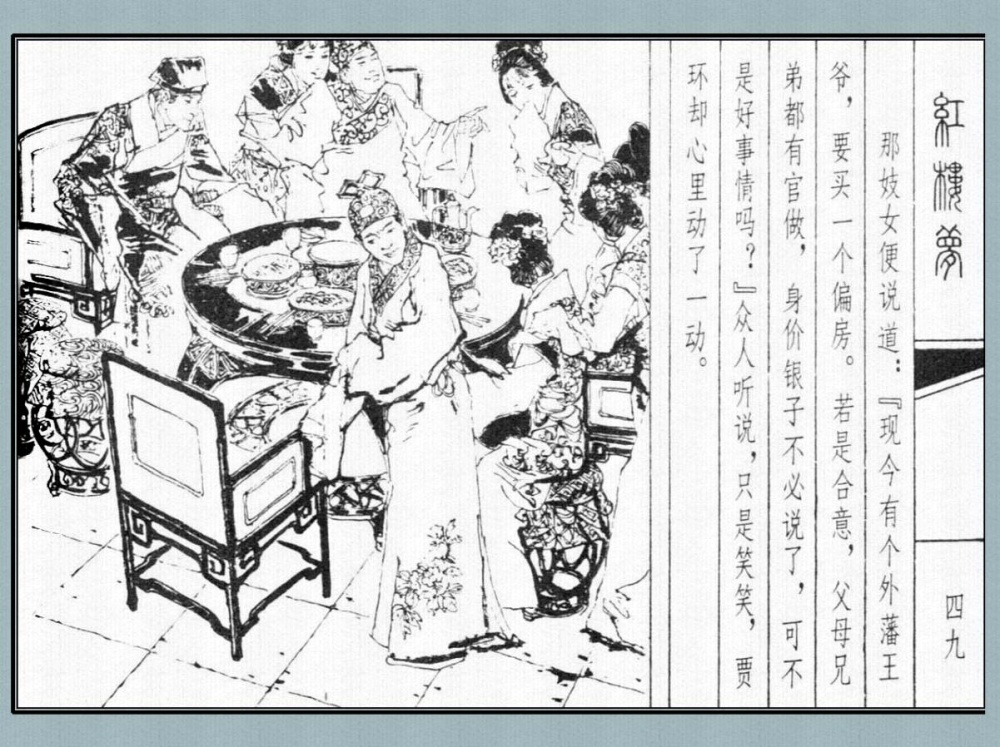 紅樓夢
四九
那妓女便说道：『现今有个外藩王
爷，要买一个偏房。若是合意，父母兄
弟都有官做，身价银子不必说了，可不
是好事情吗？』众人听说，只是笑笑，贾
环却心里动了一动。